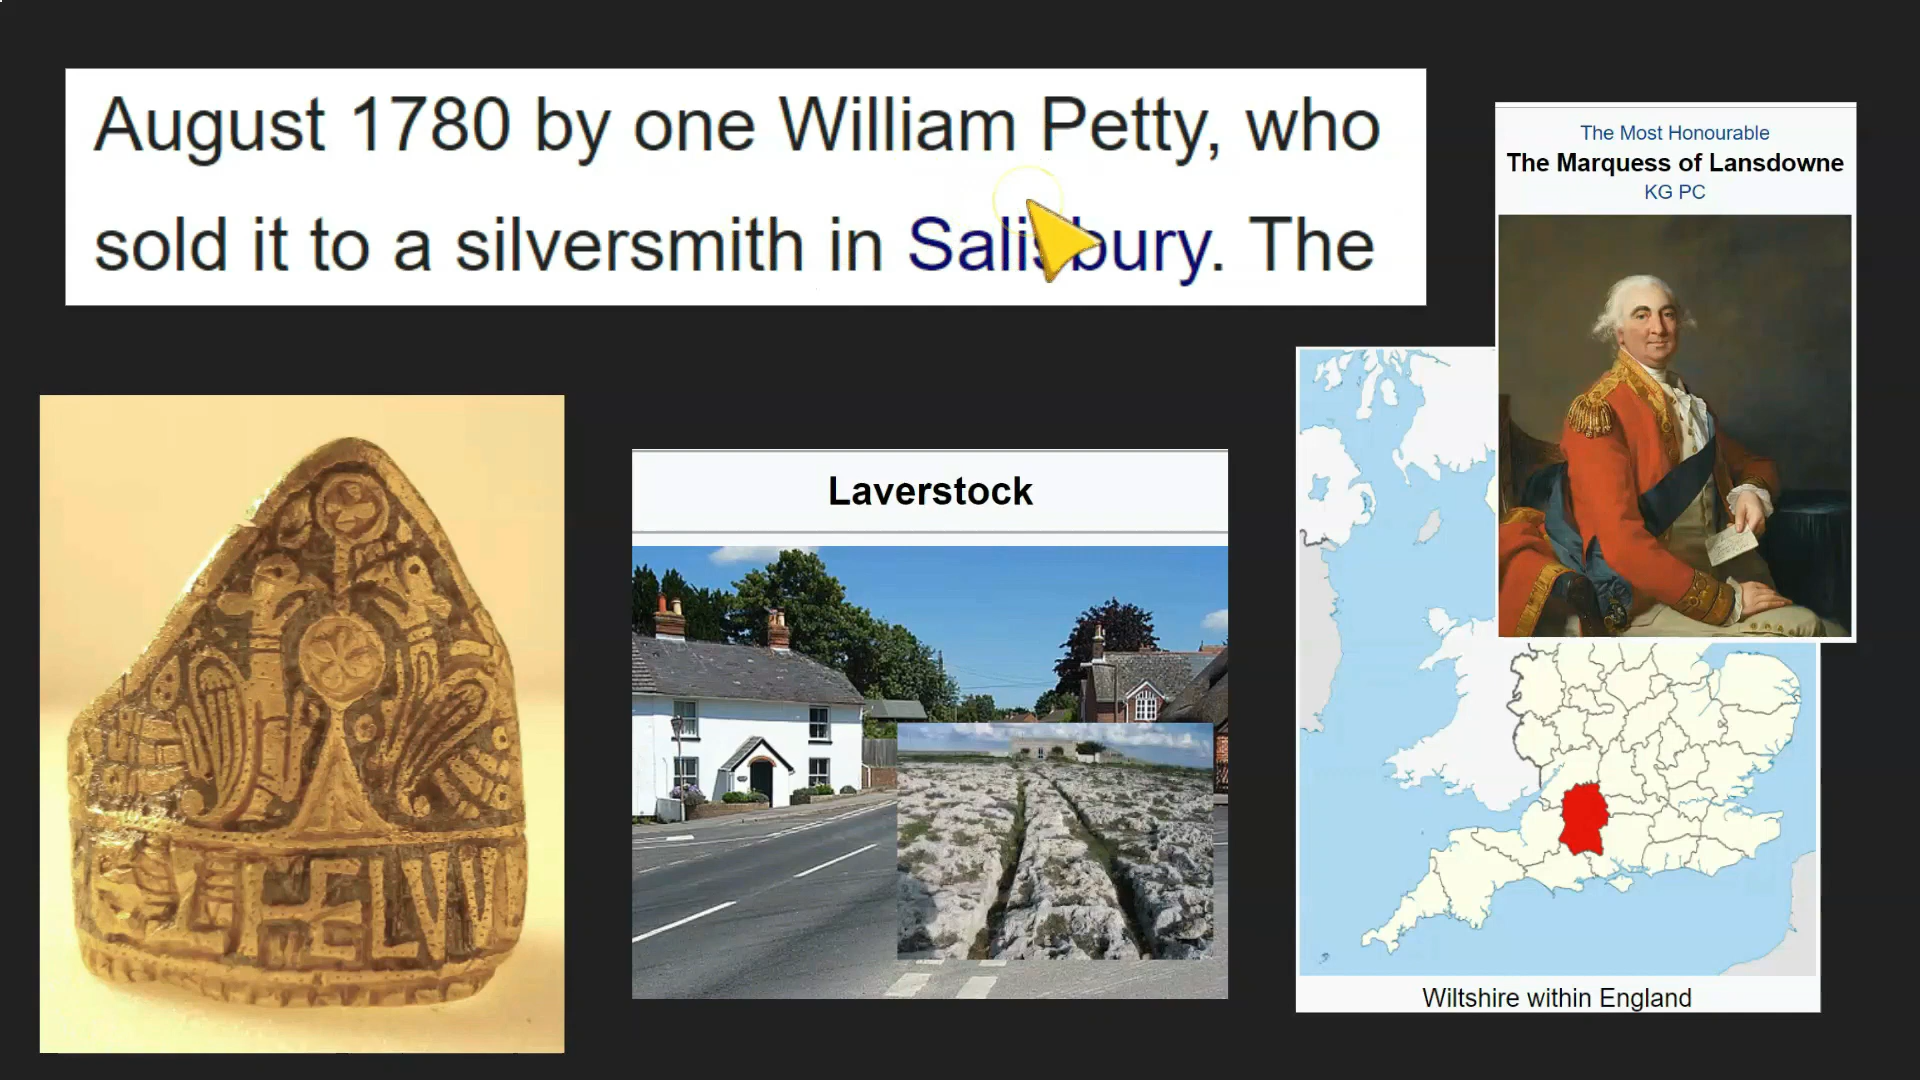 August 1780 by one William Petty, who
sold it to a silversmith in Salisbury. The
The Most Honourable
The Marquess of Lansdowne
KG PC
HELVV
Laverstock
Wiltshire within England